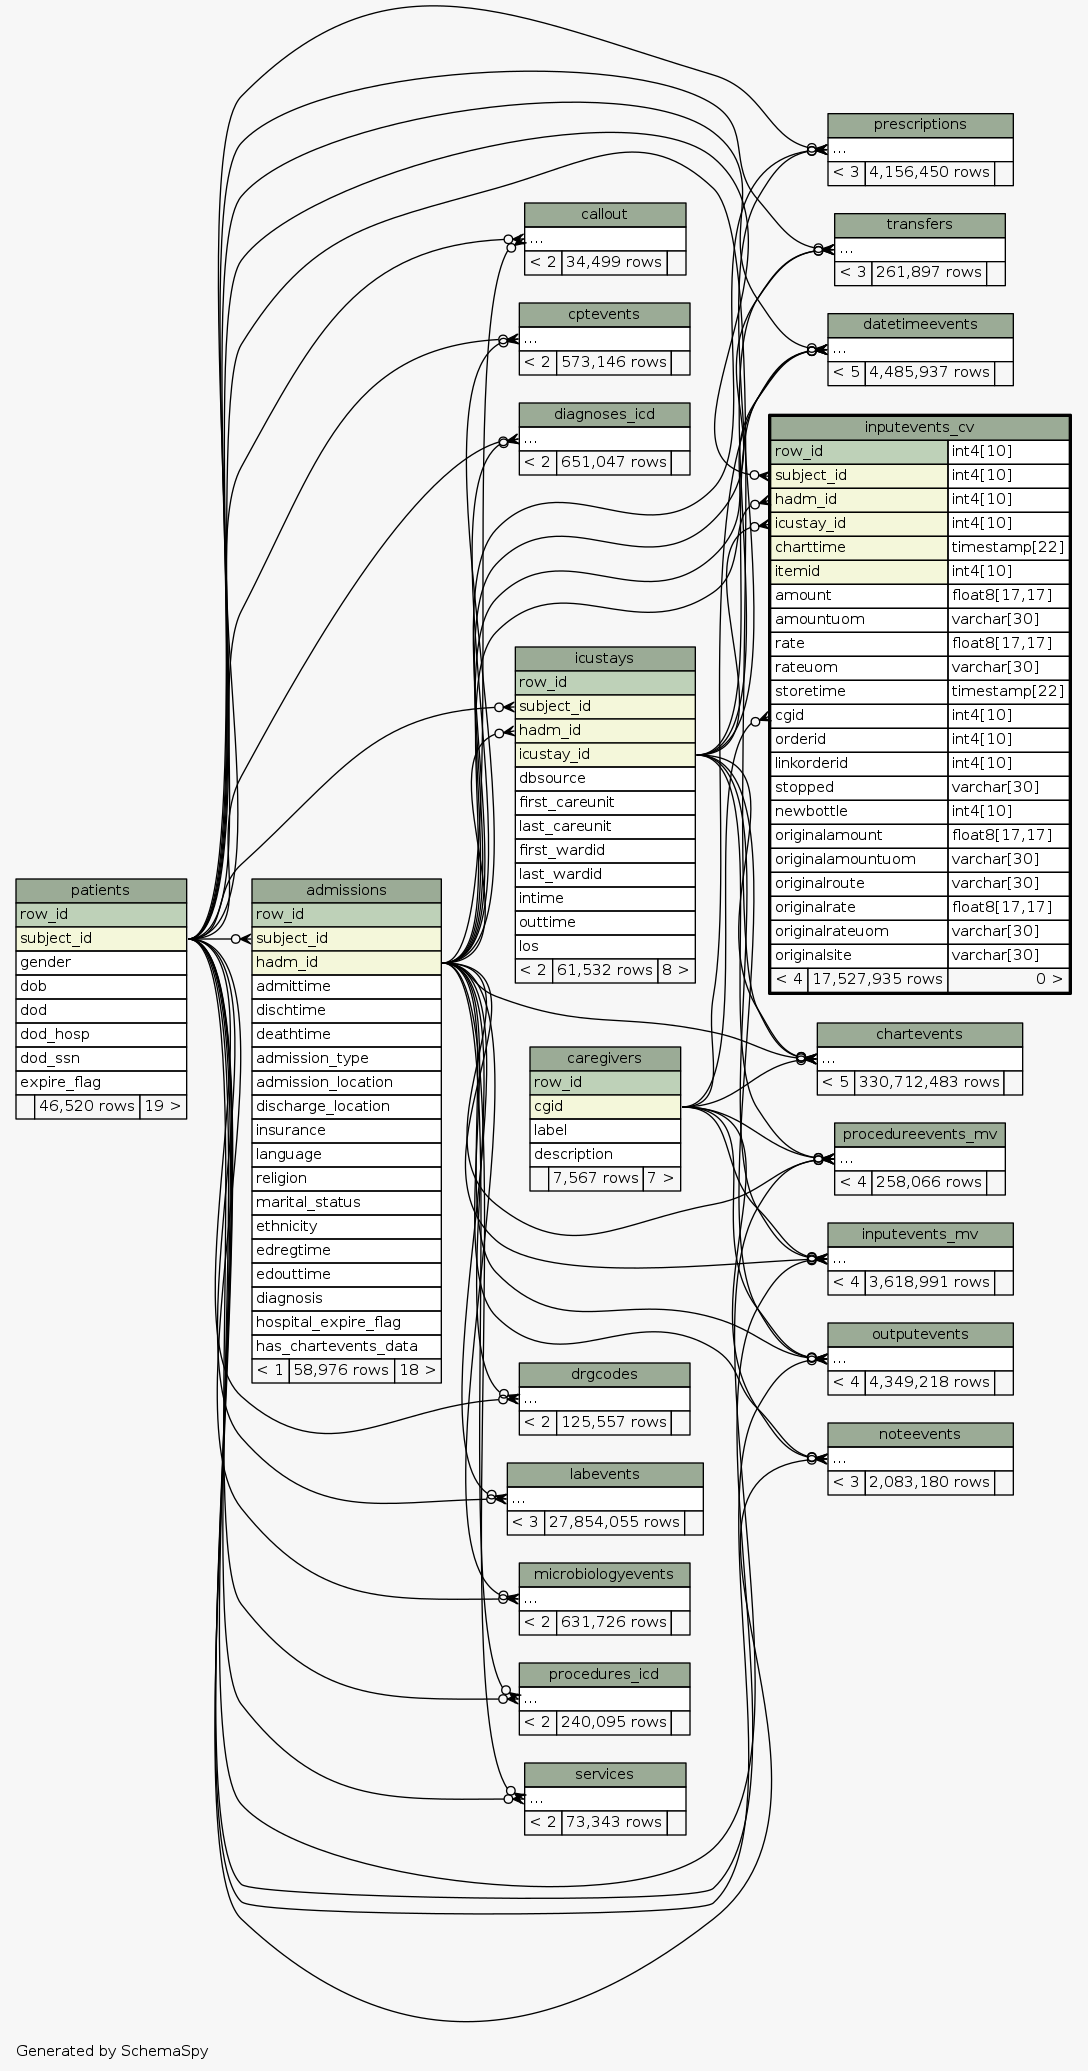 prescriptions
...
< 3 4,156,450 rows
transfers
...
< 3 261,897 rows
datetimeevents
...
< 5 4,485,937 rows
callout
...
< 2 34,499 rows
cptevents
...
< 2 573,146 rows
diagnoses_icd
...
< 2 651,047 rows
inputevents_cv
row_id int4[10]
subject_id int4[10]
hadm_id int4[10]
icustay_id int4[10]
charttime timestamp[22]
itemid int4[10]
amount float8[17,17]
amountuom varchar[30]
rate float8[17,17]
rateuom varchar[30]
storetime timestamp[22]
cgid int4[10]
orderid int4[10]
linkorderid int4[10]
stopped varchar[30]
newbottle int4[10]
originalamount float8[17,17]
originalamountuom varchar[30]
originalroute varchar[30]
originalrate float8[17,17]
originalrateuom varchar[30]
originalsite varchar[30]
< 4 17,527,935 rows 0 >
icustays
row_id
subject_id
hadm_id
icustay_id
dbsource
first_careunit
last_careunit
first_wardid
last_wardid
intime
outtime
los
< 2 61,532 rows 8 >
patients
row_id
subject_id
gender
dob
dod
dod_hosp
dod_ssn
expire_flag
46,520 rows 19 >
admissions
row_id
subject_id
hadm_id
admittime
dischtime
deathtime
admission_type
admission_location
discharge_location
insurance
language
religion
marital_status
ethnicity
edregtime
edouttime
diagnosis
hospital_expire_flag
has_chartevents_data
< 1 58,976 rows 18 >
caregivers
row_id
cgid
label
description
7,567 rows 7 >
chartevents
...
< 5 330,712,483 rows
procedureevents_mv
...
< 4 258,066 rows
inputevents_mv
...
< 4 3,618,991 rows
outputevents
...
< 4 4,349,218 rows
noteevents
...
< 3 2,083,180 rows
drgcodes
...
< 2 125,557 rows
labevents
...
< 3 27,854,055 rows
microbiologyevents
...
< 2 631,726 rows
procedures_icd
...
< 2 240,095 rows
services
...
< 2 73,343 rows
Generated by SchemaSpy